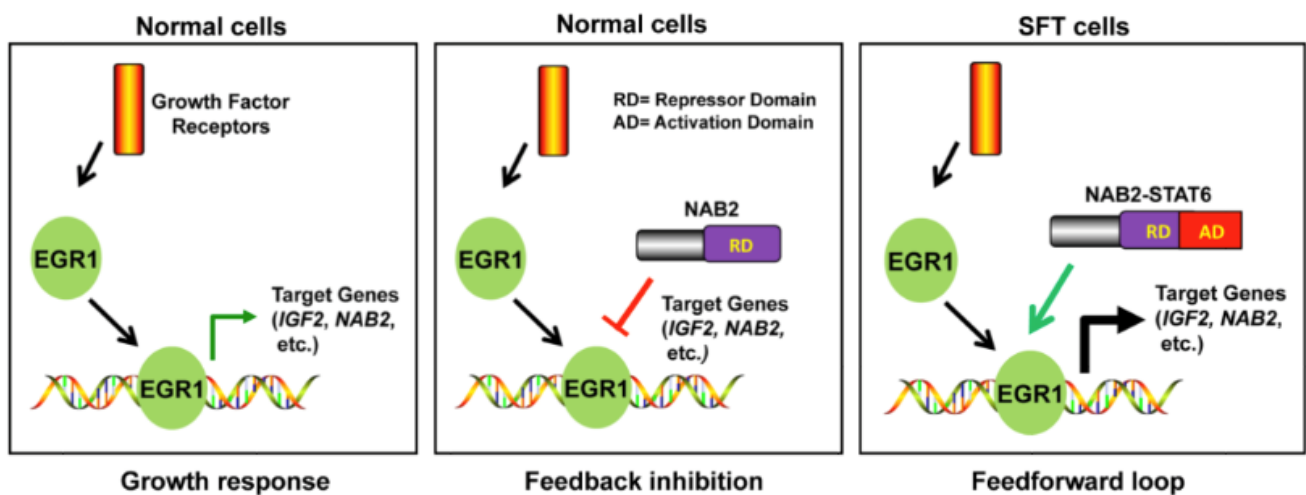 Normal cells
Growth Factor
Receptors
EGR1
Target Genes
(IGF2, NAB2,
etc.)
EGR1
Growth response
Normal cells
RD= Repressor Domain
AD= Activation Domain
NAB2
RD
EGR1
Target Genes
(IGF2, NAB2,
etc.)
EGR1
Feedback inhibition
SFT cells
NAB2-STAT6
RD AD
EGR1
Target Genes
(IGF2, NAB2,
etc.)
EGR1
Feedforward loop